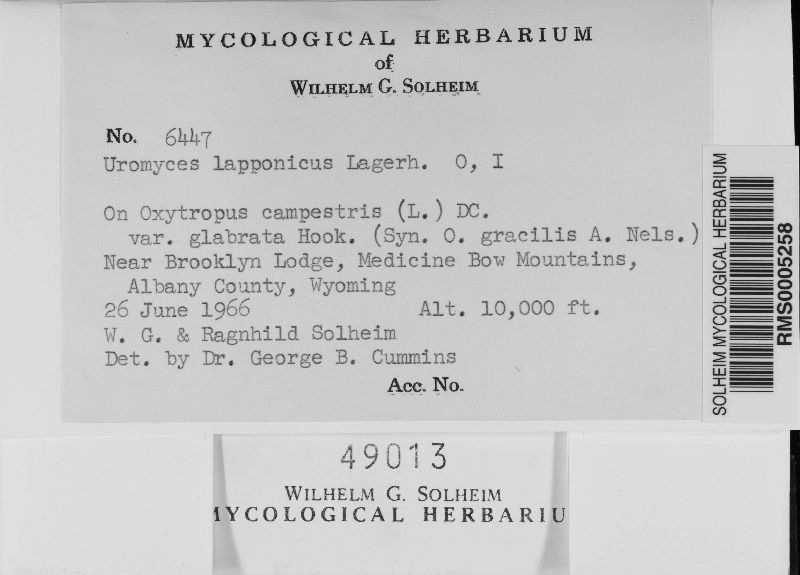 MYCOLOGICAL HERBARIUM
of
WILHELM G. SOLHEIM
No. 6447
Uromyces lapponicus Lagerh. O, I
On Oxytropus campestris (L.) DC.
var. glabrata Hook. (Syn. O. gracilis A. Nels.)
Near Brooklyn Lodge, Medicine Bow Mountains,
Albany County, Wyoming
26 June 1966 Alt. 10,000 ft.
W. G. & Ragnhild Solheim
Det. by Dr. George B. Cummins
Acc. No.
SOLHEIM MYCOLOGICAL HERBARIUM
RMS0005258
49013
WILHELM G. SOLHEIM
MYCOLOGICAL HERBARIU